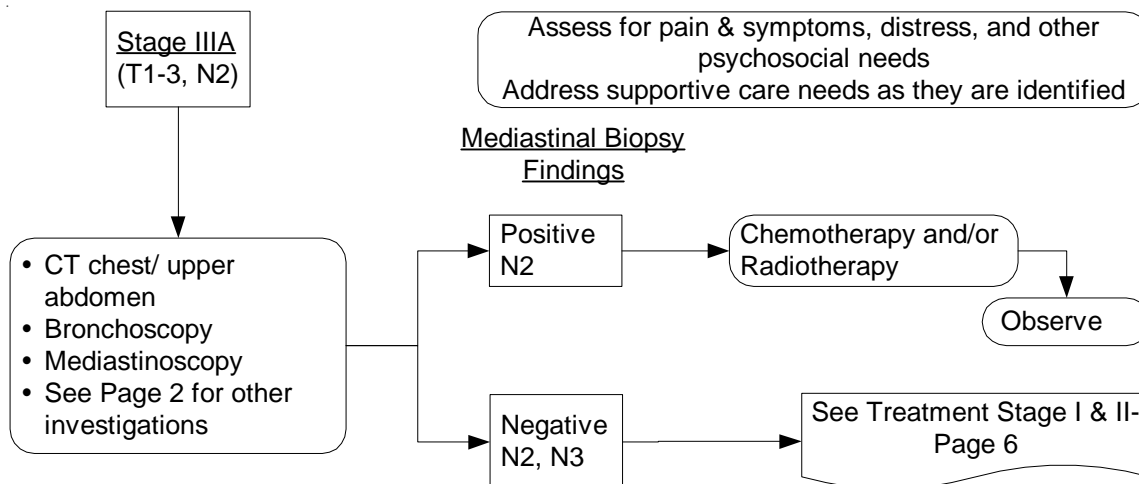 Stage IIIA
(T1-3, N2)
Assess for pain & symptoms, distress, and other
psychosocial needs
Address supportive care needs as they are identified
Mediastinal Biopsy
Findings
• CT chest/ upper
abdomen
• Bronchoscopy
• Mediastinoscopy
• See Page 2 for other
investigations
Positive
N2
Chemotherapy and/or
Radiotherapy
Observe
Negative
N2, N3
See Treatment Stage I & II-
Page 6